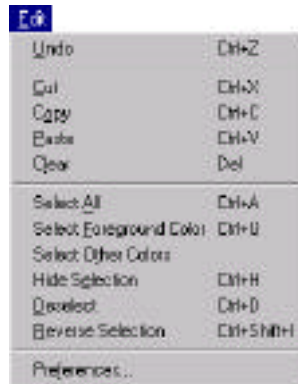 Edit
Undo Ctrl+Z
Cut Ctrl+X
Copy Ctrl+C
Paste Ctrl+V
Clear Del
Select All Ctrl+A
Select Foreground Color Ctrl+U
Select Other Colors
Hide Selection Ctrl+H
Deselect Ctrl+D
Reverse Selection Ctrl+Shift+I
Preferences...